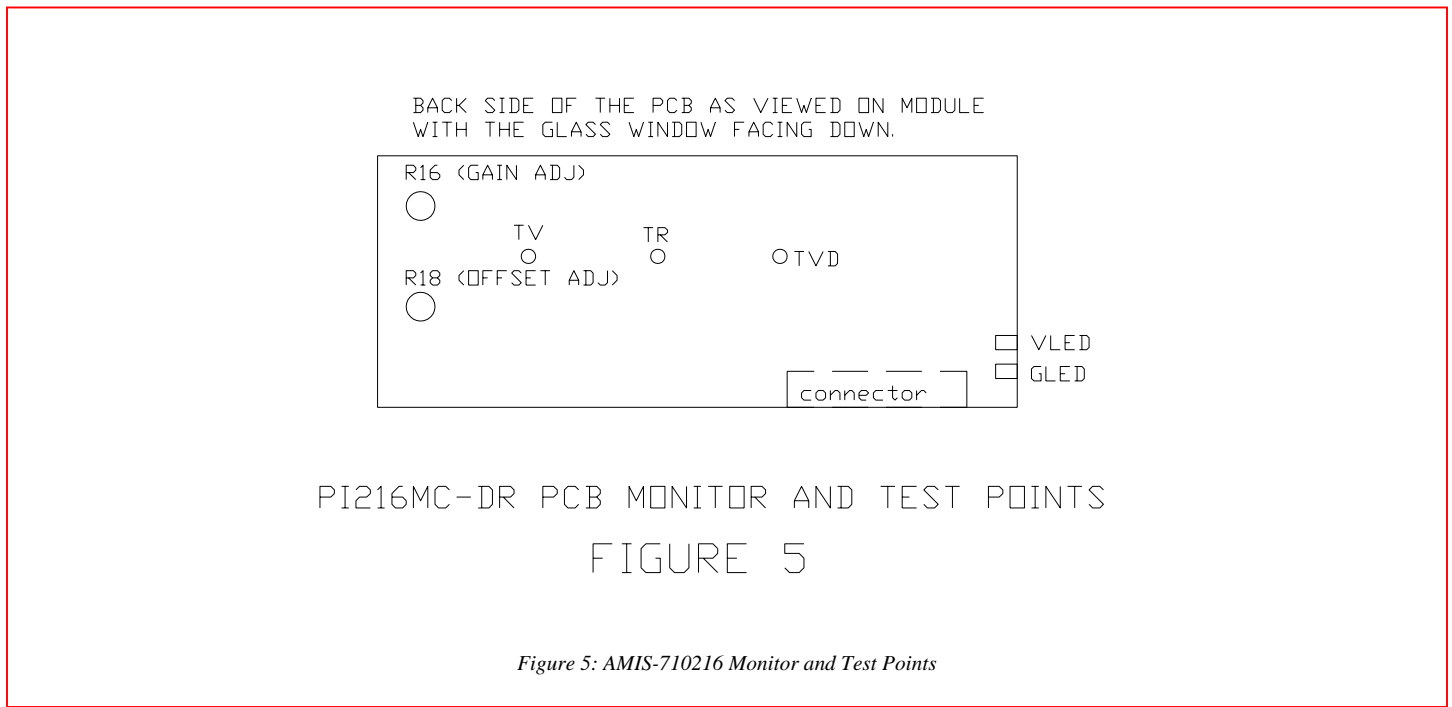 BACK SIDE OF THE PCB AS VIEWED ON MODULE
WITH THE GLASS WINDOW FACING DOWN.
R16 (GAIN ADJ)
TV
TR
TVD
R18 (OFFSET ADJ)
VLED
GLED
connector
PI216MC-DR PCB MONITOR AND TEST POINTS
FIGURE 5
Figure 5: AMIS-710216 Monitor and Test Points